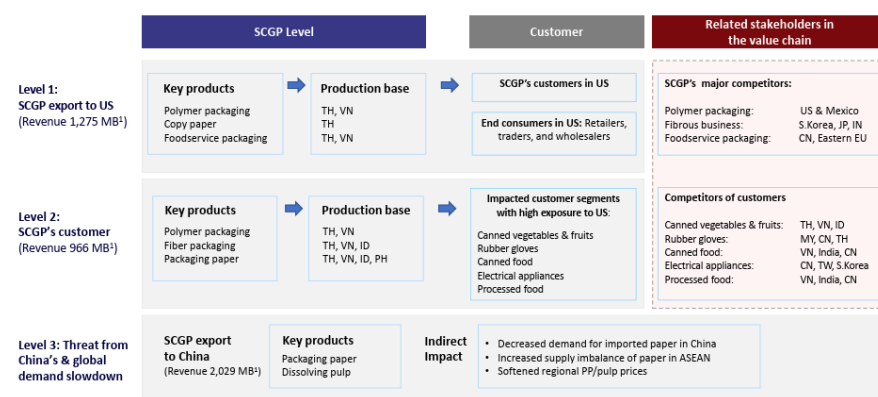 SCGP Level
Customer
Related stakeholders in
the value chain
Level 1:
SCGP export to US
(Revenue 1,275 MB¹)
Key products
Polymer packaging
Copy paper
Foodservice packaging
Production base
TH, VN
TH
TH, VN
SCGP's customers in US
End consumers in US: Retailers,
traders, and wholesalers
SCGP's major competitors:
Polymer packaging: US & Mexico
Fibrous business: S.Korea, JP, IN
Foodservice packaging: CN, Eastern EU
Level 2:
SCGP's customer
(Revenue 966 MB¹)
Key products
Polymer packaging
Fiber packaging
Packaging paper
Production base
TH, VN
TH, VN, ID
TH, VN, ID, PH
Impacted customer segments
with high exposure to US:
Canned vegetables & fruits
Rubber gloves
Canned food
Electrical appliances
Processed food
Competitors of customers
Canned vegetables & fruits: TH, VN, ID
Rubber gloves: MY, CN, TH
Canned food: VN, India, CN
Electrical appliances: CN, TW, S.Korea
Processed food: VN, India, CN
Level 3: Threat from
China's & global
demand slowdown
SCGP export
to China
(Revenue 2,029 MB¹)
Key products
Packaging paper
Dissolving pulp
Indirect
Impact
• Decreased demand for imported paper in China
• Increased supply imbalance of paper in ASEAN
• Softened regional PP/pulp prices